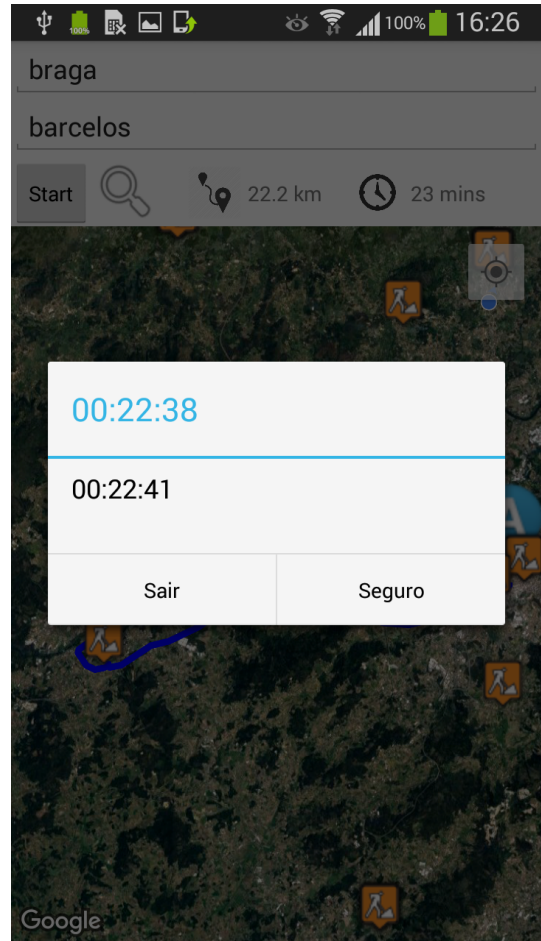 100%
100%
16:26
braga
barcelos
Start
22.2 km
23 mins
00:22:38
00:22:41
A
Sair
Seguro
Google